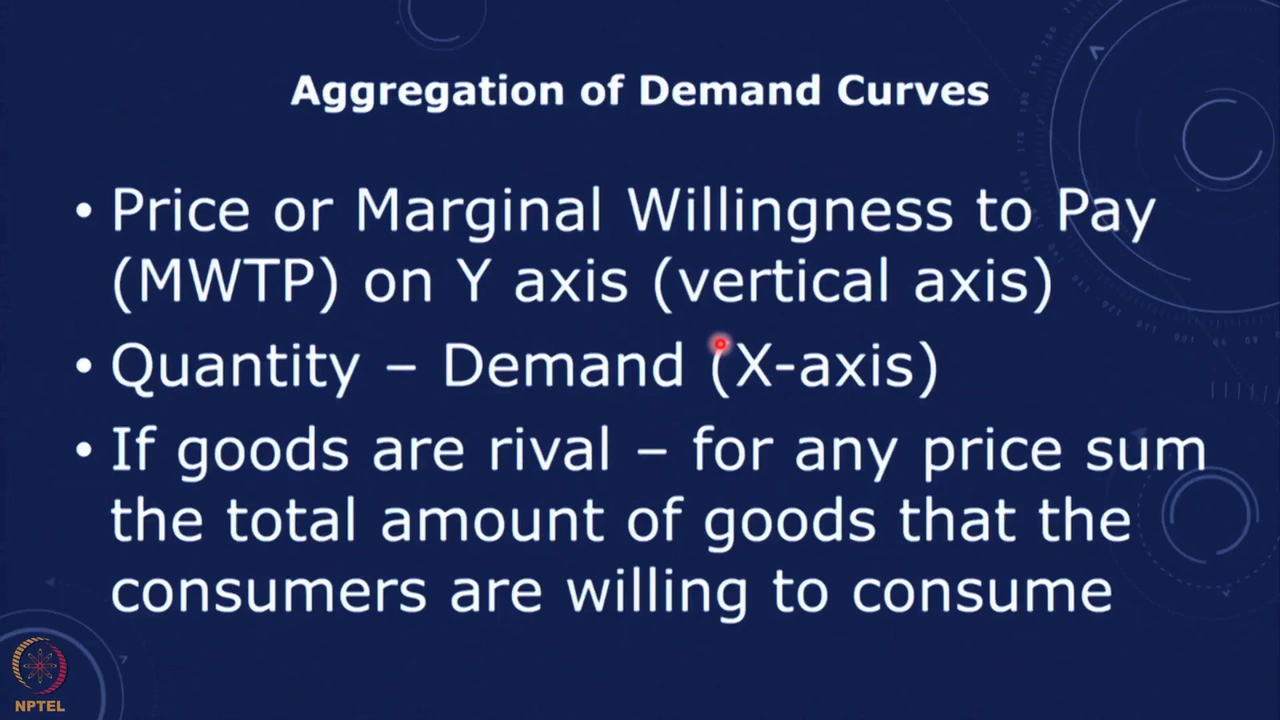 Aggregation of Demand Curves
• Price or Marginal Willingness to Pay
(MWTP) on Y axis (vertical axis)
• Quantity – Demand (X-axis)
• If goods are rival – for any price sum
the total amount of goods that the
consumers are willing to consume
NPTEL